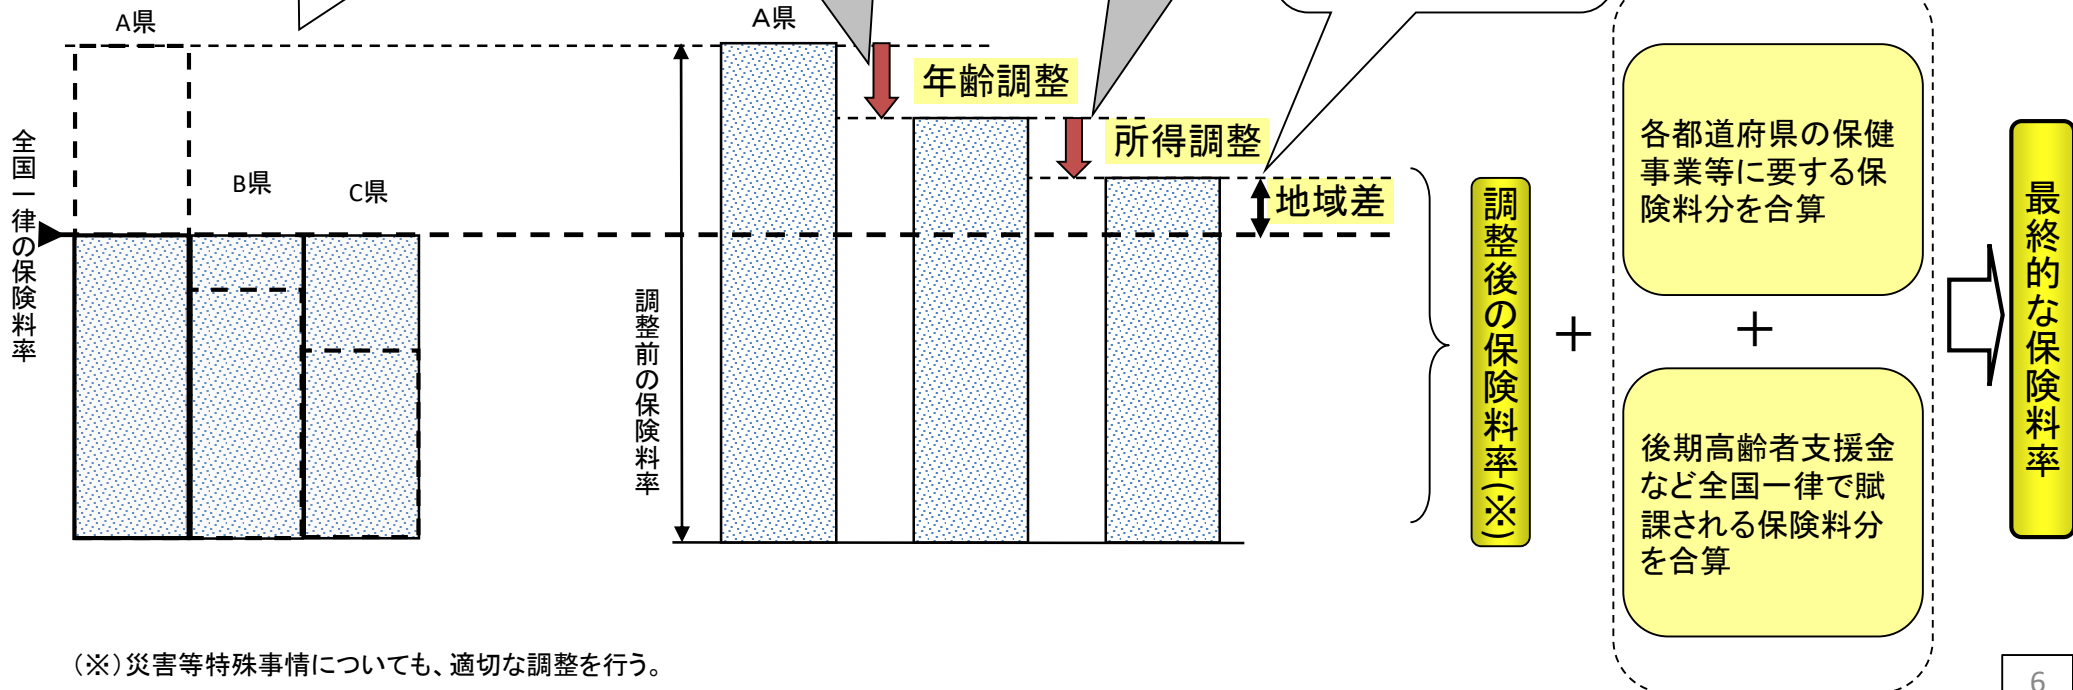 A県
全国一律の保険料率
B県
C県
調整前の保険料率
A県
年齢調整
所得調整
地域差
調整後の保険料率(※)
＋
各都道府県の保健
事業等に要する保
険料分を合算
＋
後期高齢者支援金
など全国一律で賦
課される保険料分
を合算
最終的な保険料率
(※)災害等特殊事情についても、適切な調整を行う。
6